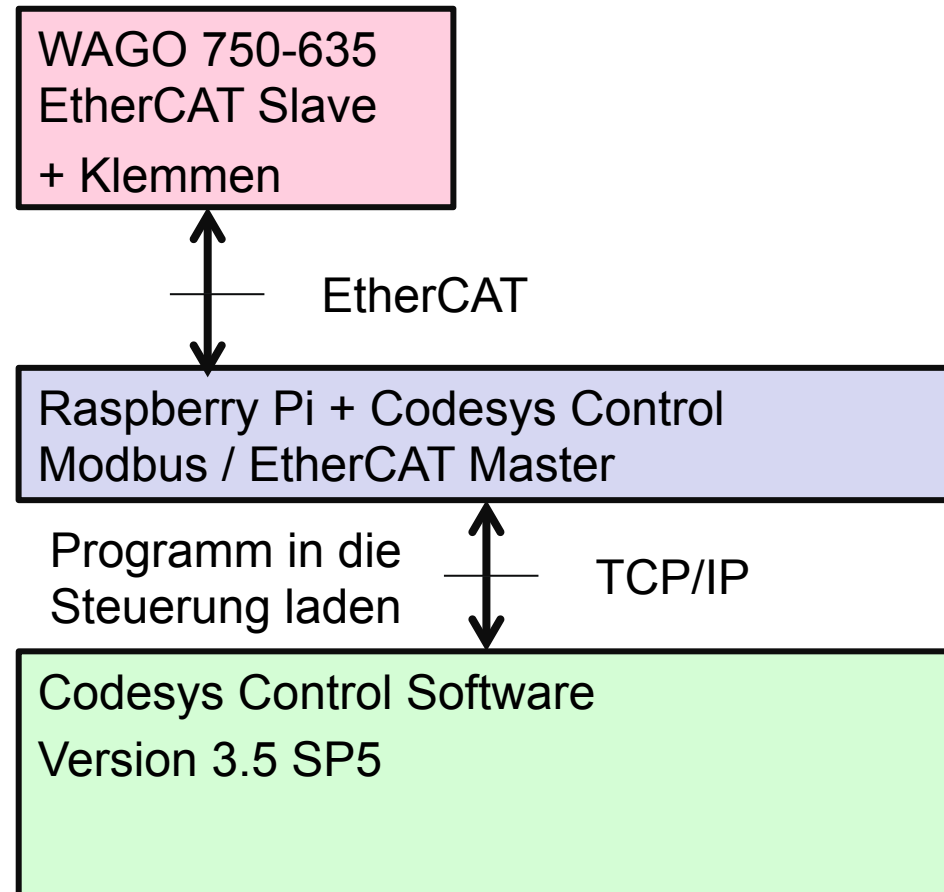 WAGO 750-635
EtherCAT Slave
+ Klemmen
EtherCAT
Raspberry Pi + Codesys Control
Modbus / EtherCAT Master
Programm in die
Steuerung laden
TCP/IP
Codesys Control Software
Version 3.5 SP5